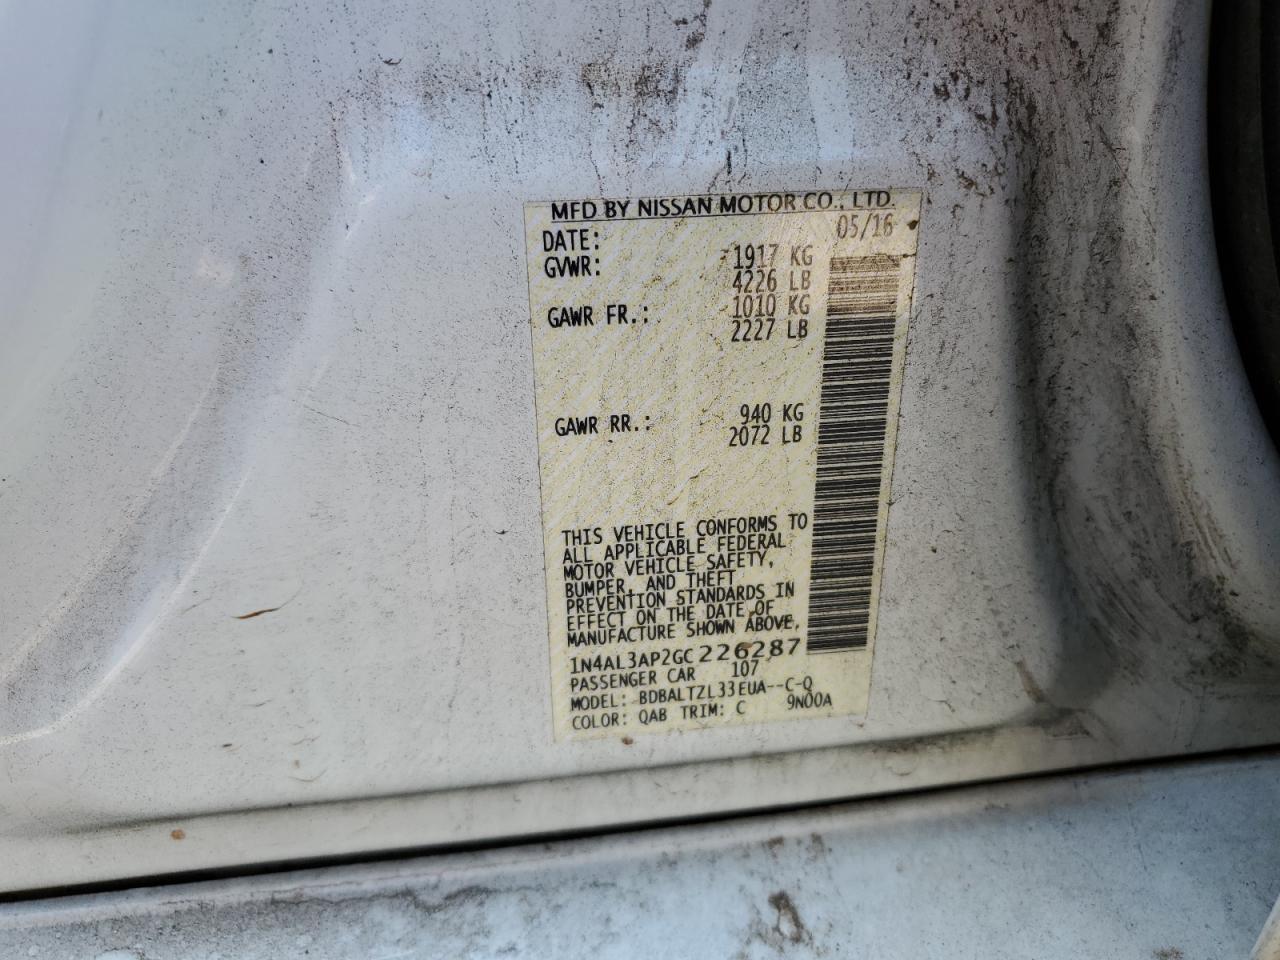 MFD BY NISSAN MOTOR CO., LTD.
DATE: 05/16
GVWR: 1917 KG
4226 LB
GAWR FR.: 1010 KG
2227 LB
GAWR RR.: 940 KG
2072 LB
THIS VEHICLE CONFORMS TO
ALL APPLICABLE FEDERAL
MOTOR VEHICLE SAFETY,
BUMPER, AND THEFT
PREVENTION STANDARDS IN
EFFECT ON THE DATE OF
MANUFACTURE SHOWN ABOVE.
1N4AL3AP2GC226287
PASSENGER CAR 107
MODEL: BDBALTZL33EUA--C-Q
COLOR: QAB TRIM: C 9N00A